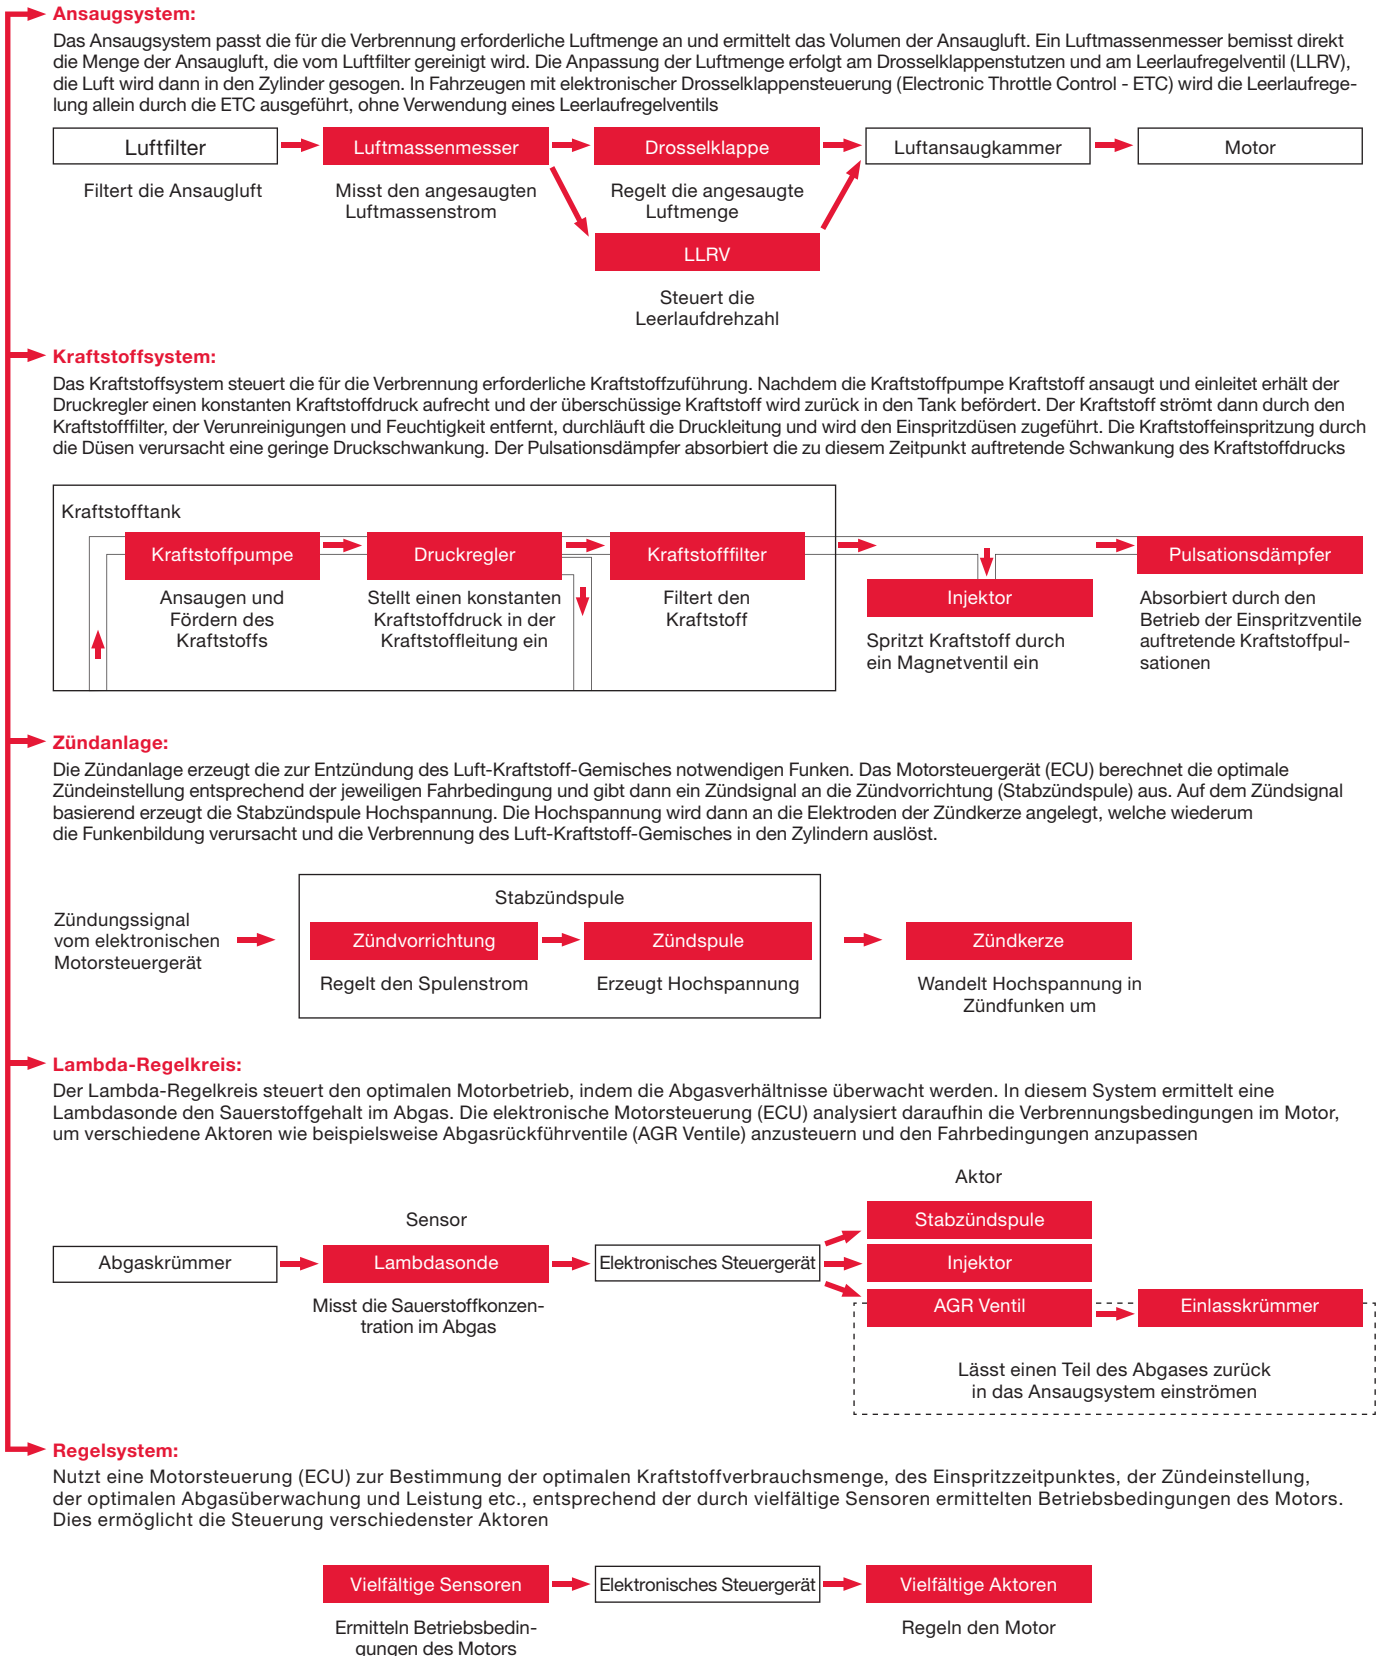 Ansaugsystem:
Das Ansaugsystem passt die für die Verbrennung erforderliche Luftmenge an und ermittelt das Volumen der Ansaugluft. Ein Luftmassenmesser bemisst direkt
die Menge der Ansaugluft, die vom Luftfilter gereinigt wird. Die Anpassung der Luftmenge erfolgt am Drosselklappenstutzen und am Leerlaufregelventil (LLRV),
die Luft wird dann in den Zylinder gesogen. In Fahrzeugen mit elektronischer Drosselklappensteuerung (Electronic Throttle Control - ETC) wird die Leerlaufrege-
lung allein durch die ETC ausgeführt, ohne Verwendung eines Leerlaufregelventils
Luftfilter
Luftmassenmesser
Drosselklappe
Luftansaugkammer
Motor
Filtert die Ansaugluft
Misst den angesaugten
Luftmassenstrom
Regelt die angesaugte
Luftmenge
LLRV
Steuert die
Leerlaufdrehzahl
Kraftstoffsystem:
Das Kraftstoffsystem steuert die für die Verbrennung erforderliche Kraftstoffzuführung. Nachdem die Kraftstoffpumpe Kraftstoff ansaugt und einleitet erhält der
Druckregler einen konstanten Kraftstoffdruck aufrecht und der überschüssige Kraftstoff wird zurück in den Tank befördert. Der Kraftstoff strömt dann durch den
Kraftstofffilter, der Verunreinigungen und Feuchtigkeit entfernt, durchläuft die Druckleitung und wird den Einspritzdüsen zugeführt. Die Kraftstoffeinspritzung durch
die Düsen verursacht eine geringe Druckschwankung. Der Pulsationsdämpfer absorbiert die zu diesem Zeitpunkt auftretende Schwankung des Kraftstoffdrucks
Kraftstofftank
Kraftstoffpumpe
Druckregler
Kraftstofffilter
Pulsationsdämpfer
Ansaugen und
Fördern des
Kraftstoffs
Stellt einen konstanten
Kraftstoffdruck in der
Kraftstoffleitung ein
Filtert den
Kraftstoff
Injektor
Spritzt Kraftstoff durch
ein Magnetventil ein
Absorbiert durch den
Betrieb der Einspritzventile
auftretende Kraftstoffpul-
sationen
Zündanlage:
Die Zündanlage erzeugt die zur Entzündung des Luft-Kraftstoff-Gemisches notwendigen Funken. Das Motorsteuergerät (ECU) berechnet die optimale
Zündeinstellung entsprechend der jeweiligen Fahrbedingung und gibt dann ein Zündsignal an die Zündvorrichtung (Stabzündspule) aus. Auf dem Zündsignal
basierend erzeugt die Stabzündspule Hochspannung. Die Hochspannung wird dann an die Elektroden der Zündkerze angelegt, welche wiederum
die Funkenbildung verursacht und die Verbrennung des Luft-Kraftstoff-Gemisches in den Zylindern auslöst.
Stabzündspule
Zündungssignal
vom elektronischen
Motorsteuergerät
Zündvorrichtung
Zündspule
Zündkerze
Regelt den Spulenstrom
Erzeugt Hochspannung
Wandelt Hochspannung in
Zündfunken um
Lambda-Regelkreis:
Der Lambda-Regelkreis steuert den optimalen Motorbetrieb, indem die Abgasverhältnisse überwacht werden. In diesem System ermittelt eine
Lambdasonde den Sauerstoffgehalt im Abgas. Die elektronische Motorsteuerung (ECU) analysiert daraufhin die Verbrennungsbedingungen im Motor,
um verschiedene Aktoren wie beispielsweise Abgasrückführventile (AGR Ventile) anzusteuern und den Fahrbedingungen anzupassen
Aktor
Sensor
Stabzündspule
Abgaskrümmer
Lambdasonde
Elektronisches Steuergerät
Injektor
Misst die Sauerstoffkonzen-
tration im Abgas
AGR Ventil
Einlasskrümmer
Lässt einen Teil des Abgases zurück
in das Ansaugsystem einströmen
Regelsystem:
Nutzt eine Motorsteuerung (ECU) zur Bestimmung der optimalen Kraftstoffverbrauchsmenge, des Einspritzzeitpunktes, der Zündeinstellung,
der optimalen Abgasüberwachung und Leistung etc., entsprechend der durch vielfältige Sensoren ermittelten Betriebsbedingungen des Motors.
Dies ermöglicht die Steuerung verschiedenster Aktoren
Vielfältige Sensoren
Elektronisches Steuergerät
Vielfältige Aktoren
Ermitteln Betriebsbedin-
gungen des Motors
Regeln den Motor